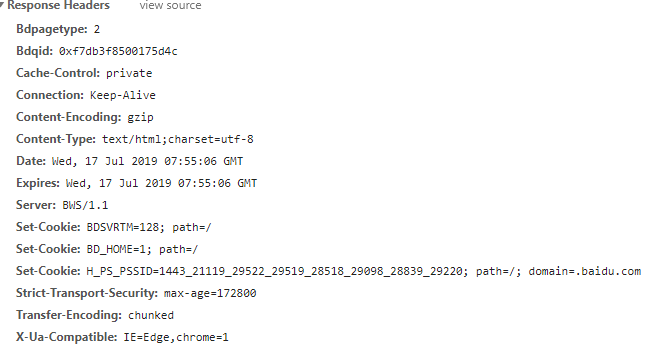 Response Headers view source
Bdpagetype: 2
Bdqid: 0xf7db3f8500175d4c
Cache-Control: private
Connection: Keep-Alive
Content-Encoding: gzip
Content-Type: text/html;charset=utf-8
Date: Wed, 17 Jul 2019 07:55:06 GMT
Expires: Wed, 17 Jul 2019 07:55:06 GMT
Server: BWS/1.1
Set-Cookie: BDSVRTM=128; path=/
Set-Cookie: BD_HOME=1; path=/
Set-Cookie: H_PS_PSSID=1443_21119_29522_29519_28518_29098_28839_29220; path=/; domain=.baidu.com
Strict-Transport-Security: max-age=172800
Transfer-Encoding: chunked
X-Ua-Compatible: IE=Edge,chrome=1